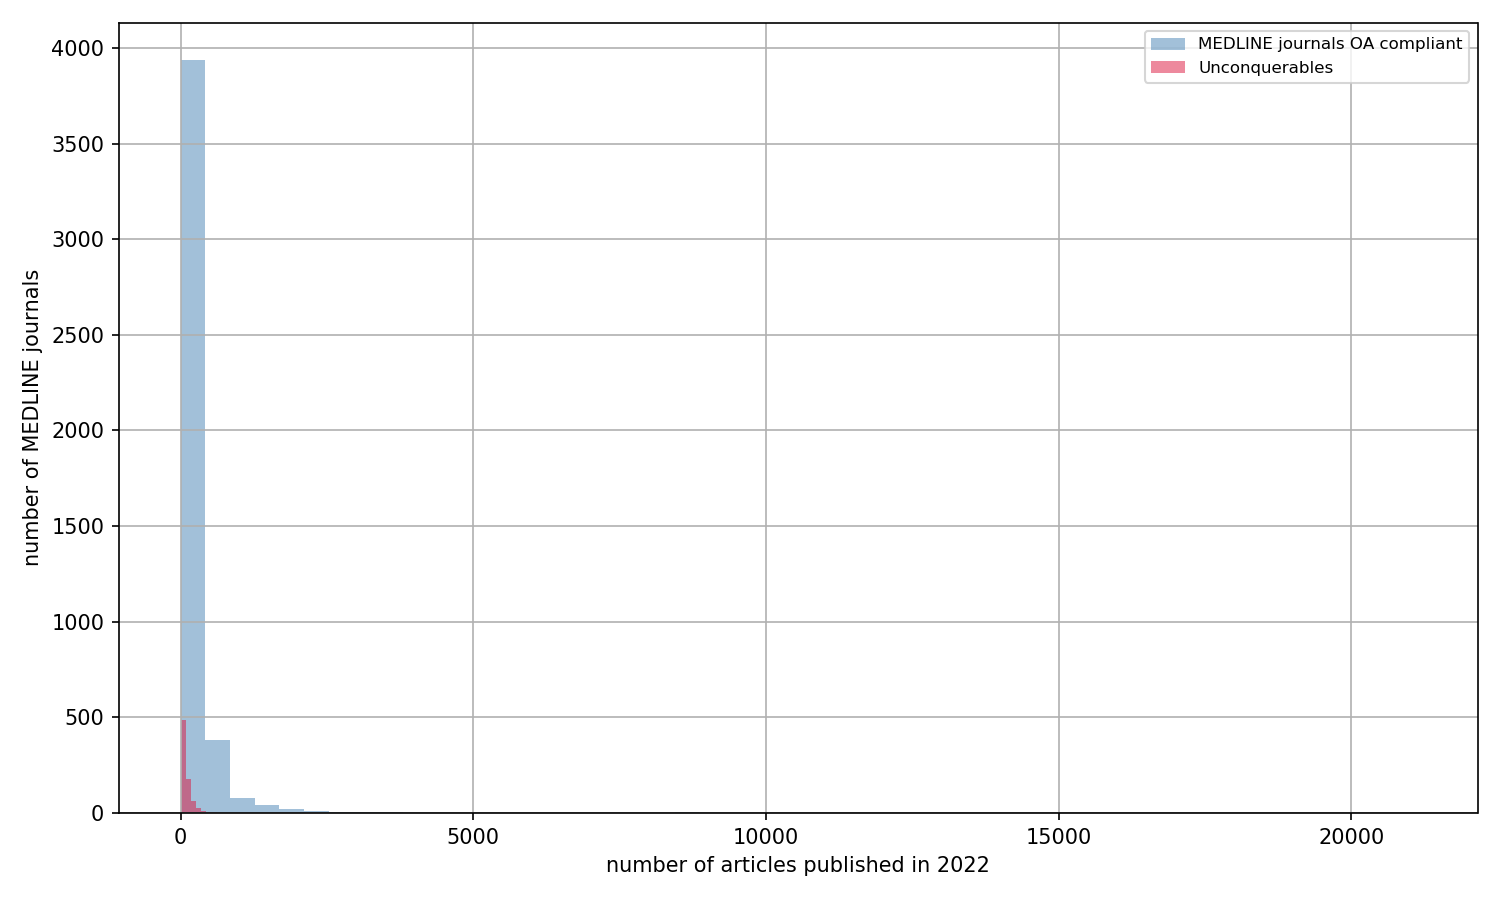 MEDLINE journals OA compliant
Unconquerables
4000
3500
3000
2500
2000
1500
1000
500
0
number of MEDLINE journals
0 5000 10000 15000 20000
number of articles published in 2022